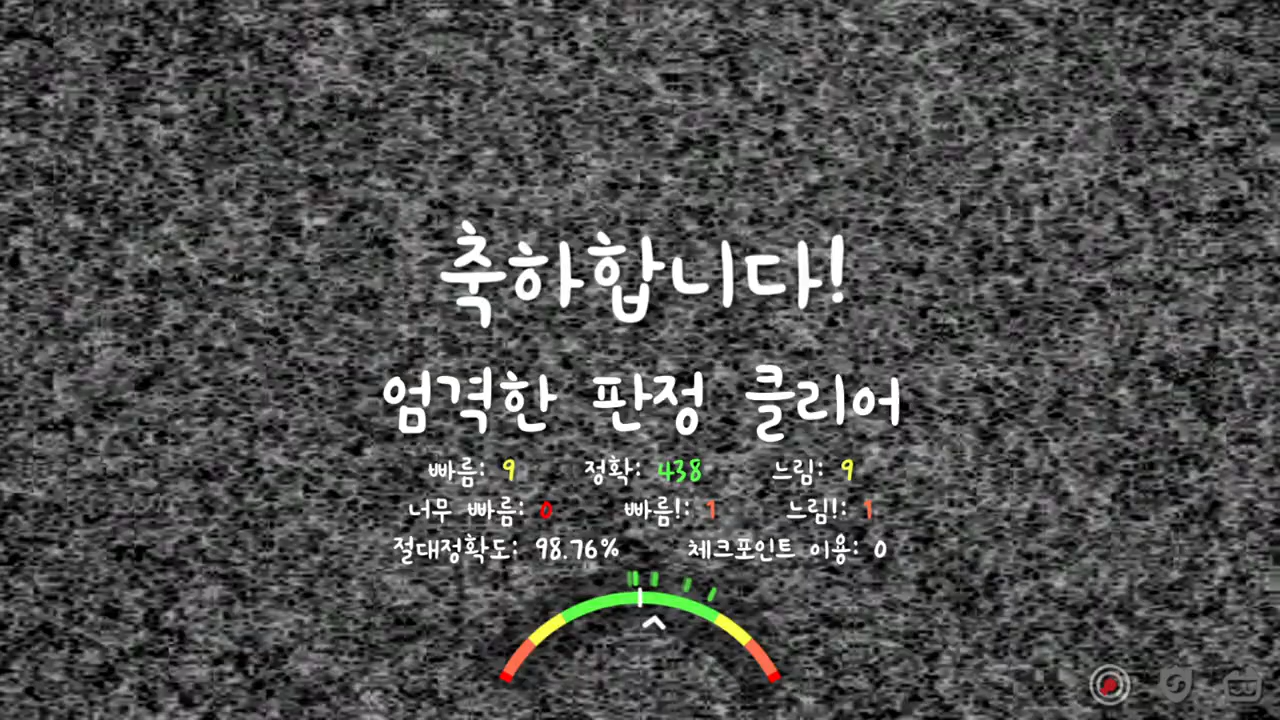 축하합니다!
엄격한 판정 클리어
빠름: 9 정확: 438 느림: 9
너무 빠름: 0 빠름!: 1 느림!: 1
절대정확도: 98.76% 체크포인트 이용: 0